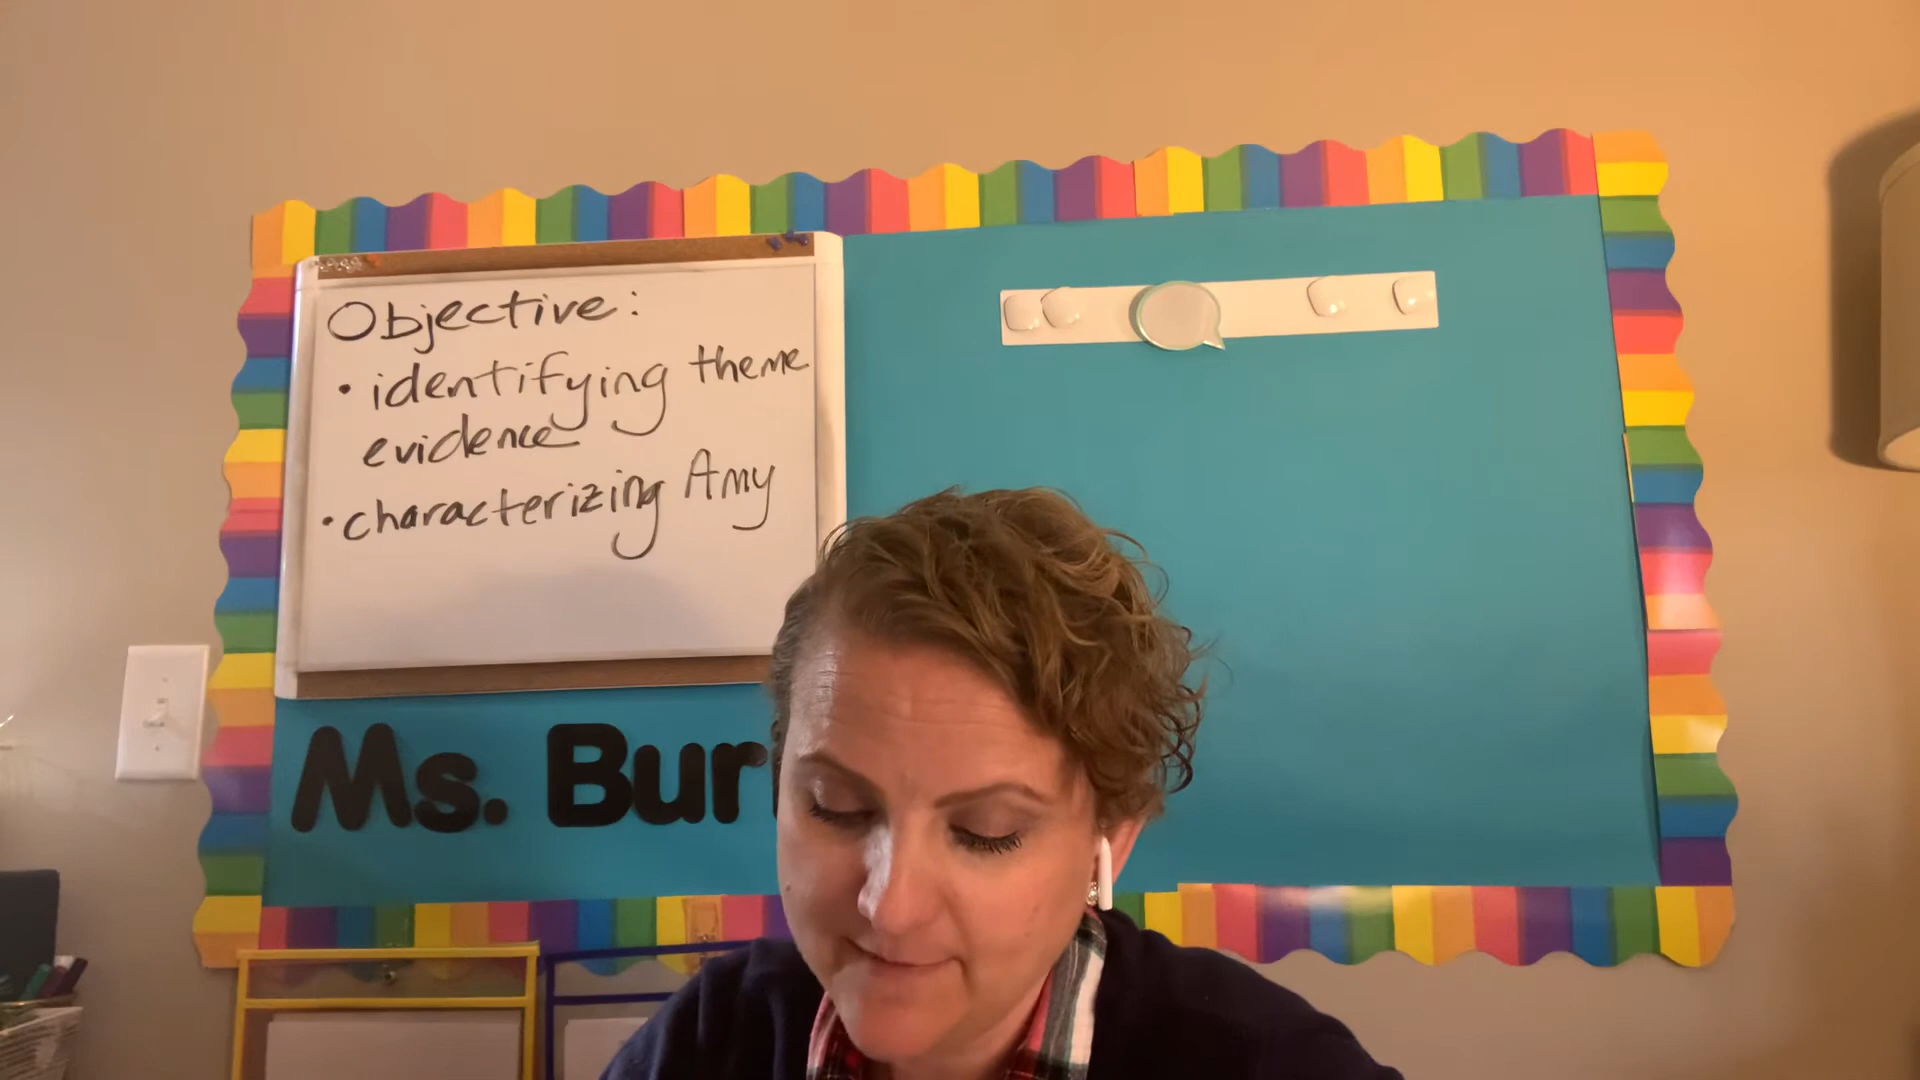 Objective:
• identifying theme
evidence
• characterizing Amy
Ms. Bur